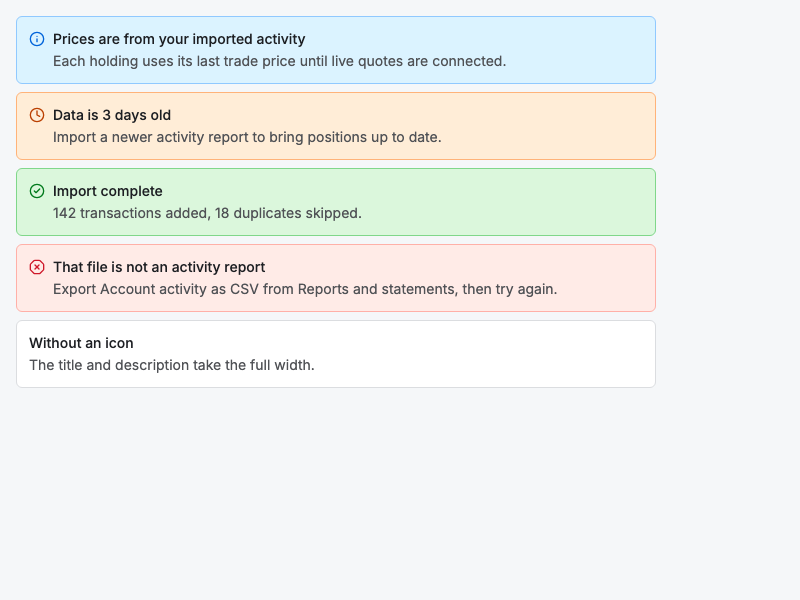 Prices are from your imported activity
Each holding uses its last trade price until live quotes are connected.
Data is 3 days old
Import a newer activity report to bring positions up to date.
Import complete
142 transactions added, 18 duplicates skipped.
That file is not an activity report
Export Account activity as CSV from Reports and statements, then try again.
Without an icon
The title and description take the full width.